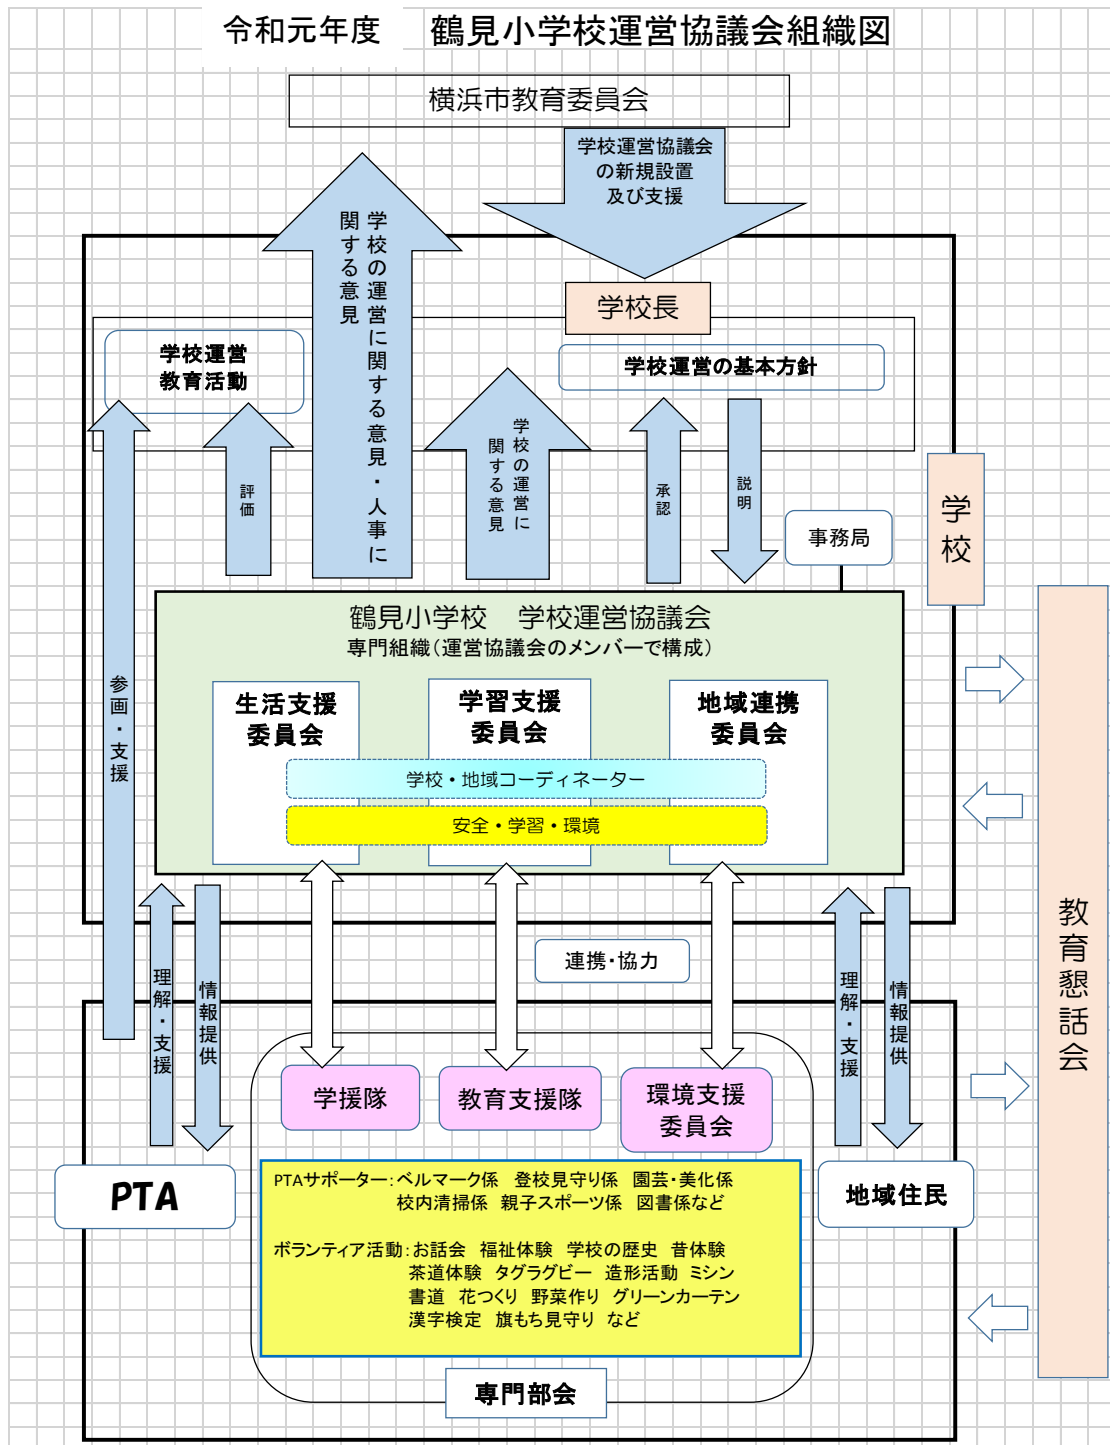 令和元年度　鶴見小学校運営協議会組織図
横浜市教育委員会
学校運営協議会
の新規設置
及び支援
学校の運営に関する意見・人事に
関する意見
学校長
学校運営
教育活動
学校運営の基本方針
評価
学校の運営に
関する意見
承認
説明
事務局
学校
参画・支援
鶴見小学校　学校運営協議会
専門組織（運営協議会のメンバーで構成）
生活支援
委員会
学習支援
委員会
地域連携
委員会
学校・地域コーディネーター
安全・学習・環境
教育懇話会
理解・支援
情報提供
連携・協力
理解・支援
情報提供
学援隊
教育支援隊
環境支援
委員会
PTA
地域住民
PTAサポーター：ベルマーク係　登校見守り係　園芸・美化係
校内清掃係　親子スポーツ係　図書係など
ボランティア活動：お話会　福祉体験　学校の歴史　昔体験
茶道体験　タグラグビー　造形活動　ミシン
書道　花つくり　野菜作り　グリーンカーテン
漢字検定　旗もち見守り　など
専門部会